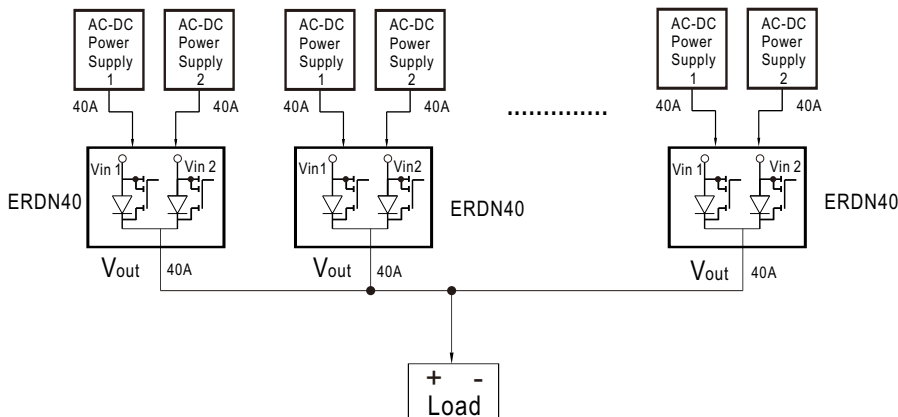 AC-DC
Power
Supply
1
AC-DC
Power
Supply
2
AC-DC
Power
Supply
1
AC-DC
Power
Supply
2
AC-DC
Power
Supply
1
AC-DC
Power
Supply
2
40A
40A
40A
40A
40A
40A
Vin 1
Vin 2
Vin1
Vin2
Vin 1
Vin 2
ERDN40
ERDN40
ERDN40
Vout
40A
Vout
40A
Vout
40A
+ -
Load